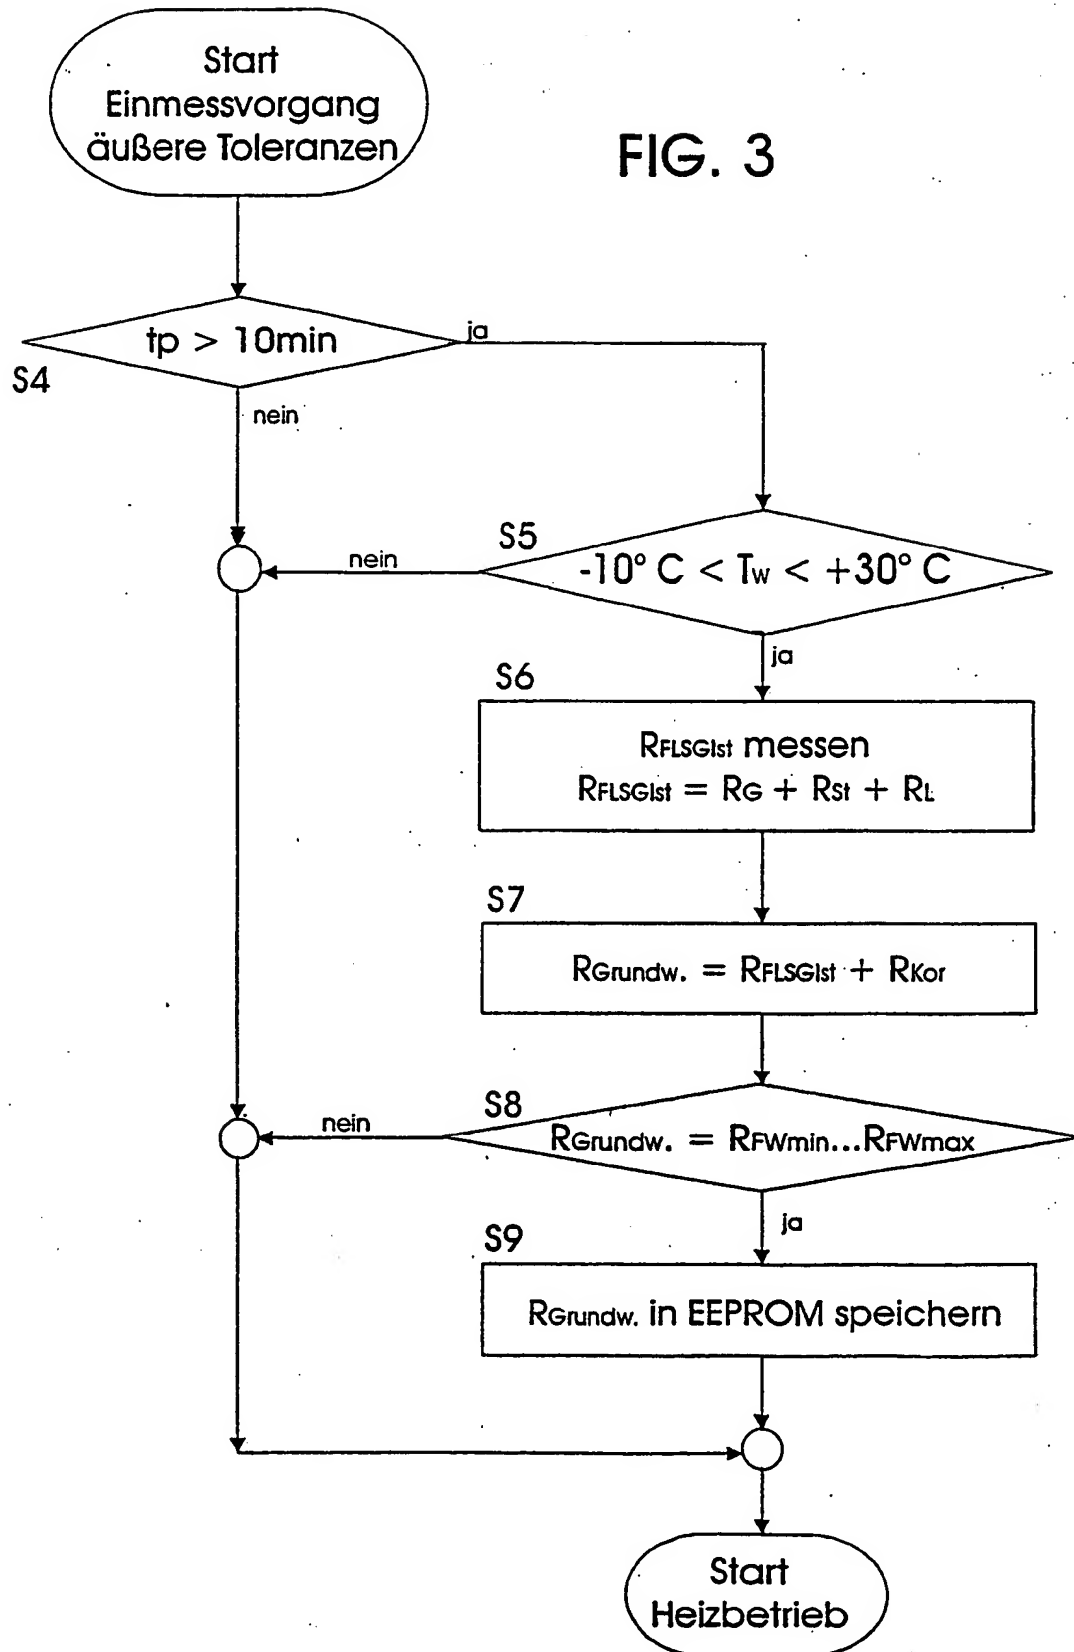 Start
Einmessvorgang
äußere Toleranzen
FIG. 3
tp > 10min
ja
S4
nein
S5
nein
-10° C < Tw < +30° C
ja
S6
RFLSGIst messen
RFLSGIst = RG + RSt + RL
S7
RGrundw. = RFLSGIst + RKor
S8
nein
RGrundw. = RFWmin...RFWmax
ja
S9
RGrundw. in EEPROM speichern
Start
Heizbetrieb